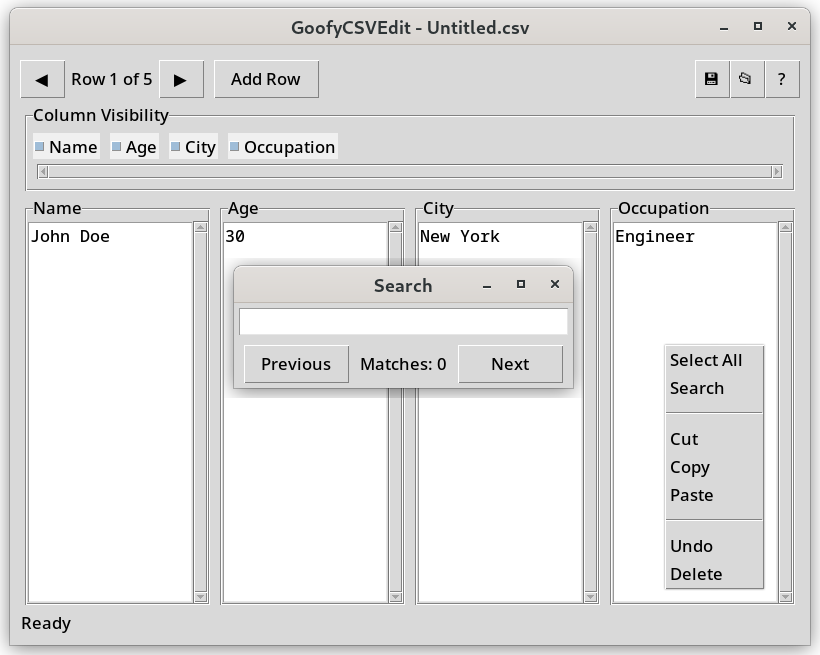 GoofyCSVEdit - Untitled.csv
Row 1 of 5 Add Row ?
Column Visibility
Name Age City Occupation
Name Age City Occupation
John Doe 30 New York Engineer
Search
Previous Matches: 0 Next
Select All
Search
Cut
Copy
Paste
Undo
Delete
Ready